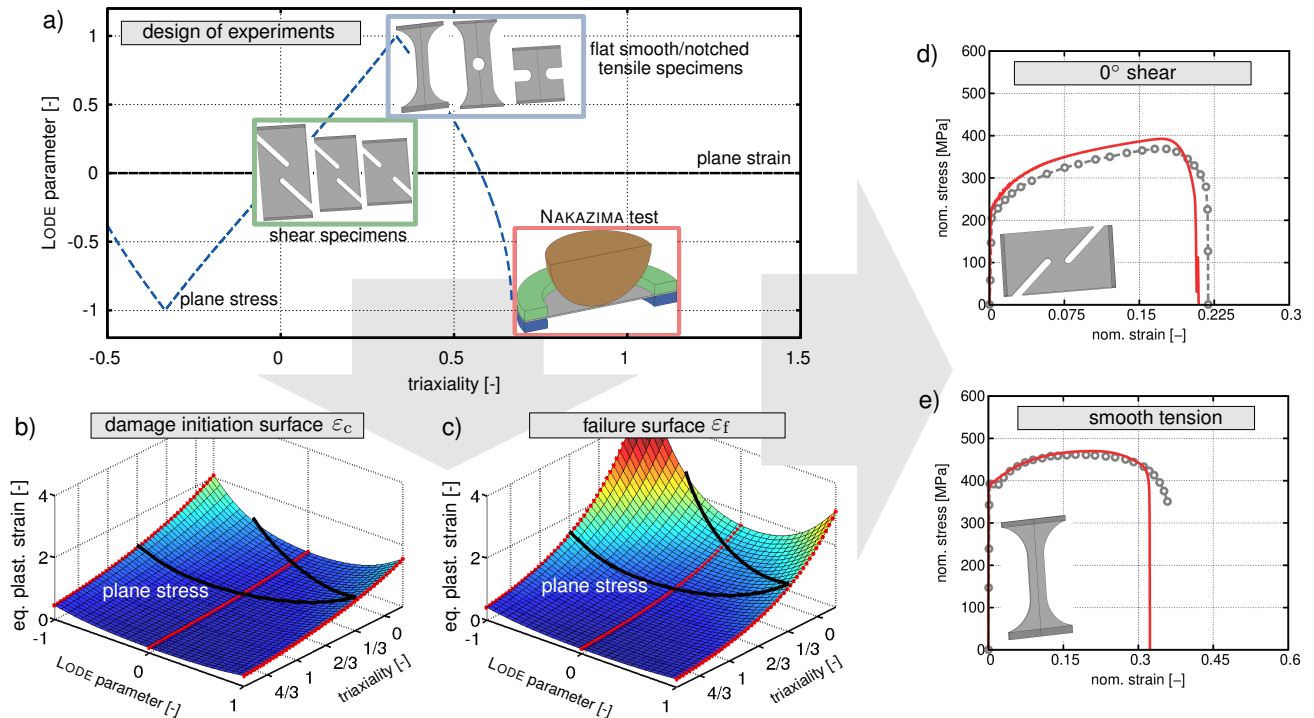 a)
design of experiments
flat smooth/notched
tensile specimens
plane strain
shear specimens
NAKAZIMA test
plane stress
LODE parameter [-]
1
0.5
0
-0.5
-1
-0.5
0
0.5
1
1.5
triaxiality [-]
b)
damage initiation surface εc
eq. plast. strain [-]
4
2
0
plane stress
-1
0
1
LODE parameter [-]
4/3
2/3
1/3
0
triaxiality [-]
c)
failure surface εf
eq. plast. strain [-]
4
2
0
plane stress
-1
0
1
LODE parameter [-]
4/3
2/3
1/3
0
triaxiality [-]
d)
0° shear
nom. stress [MPa]
600
500
400
300
200
100
0
0
0.075
0.15
0.225
0.3
nom. strain [–]
e)
smooth tension
nom. stress [MPa]
600
500
400
300
200
100
0
0
0.15
0.3
0.45
0.6
nom. strain [–]